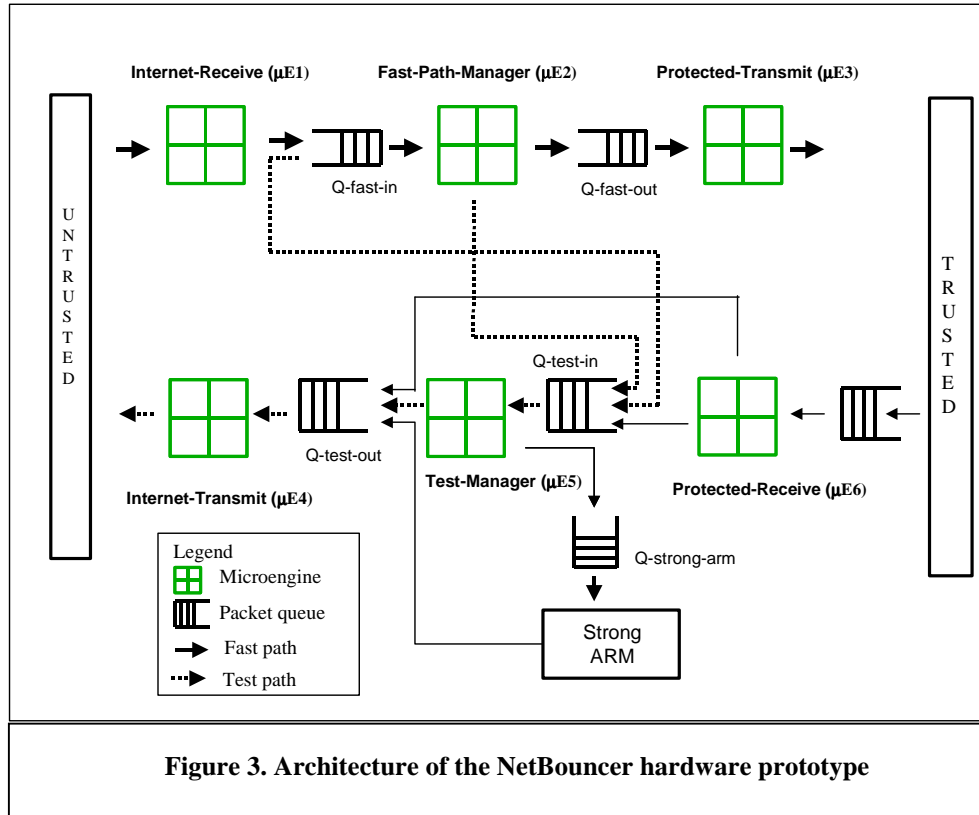 Internet-Receive (µE1)
Fast-Path-Manager (µE2)
Protected-Transmit (µE3)
UNTRUSTED
TRUSTED
Q-fast-in
Q-fast-out
Q-test-in
Q-test-out
Internet-Transmit (µE4)
Test-Manager (µE5)
Protected-Receive (µE6)
Q-strong-arm
Strong
ARM
Legend
Microengine
Packet queue
Fast path
Test path
Figure 3. Architecture of the NetBouncer hardware prototype